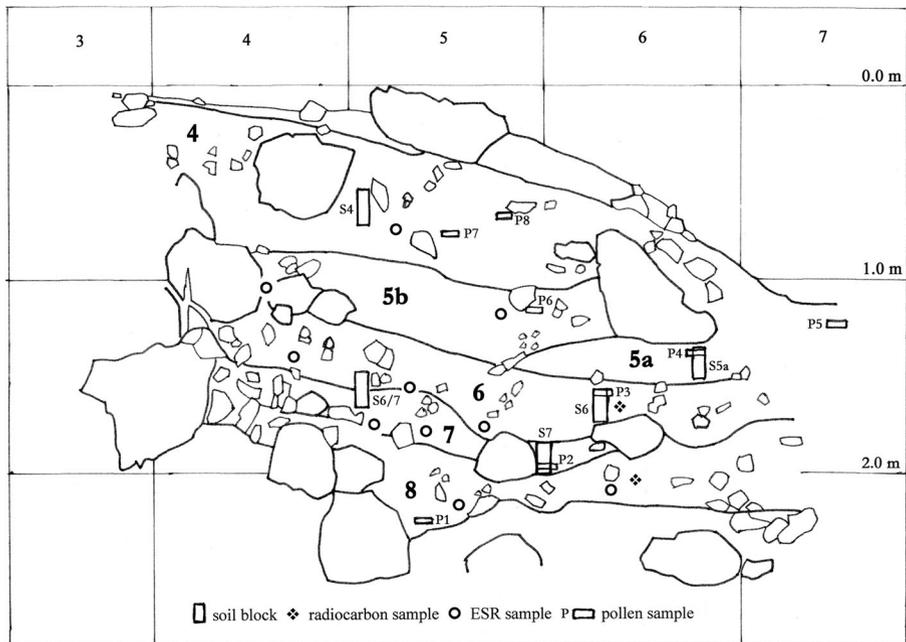 3 4 5 6 7
0.0 m
4
S4
P8
P7
1.0 m
5b
P6
P5
5a
P4
S5a
6
P3
S6/7
S6
7
S7
P2
2.0 m
8
P1
soil block radiocarbon sample ESR sample P pollen sample